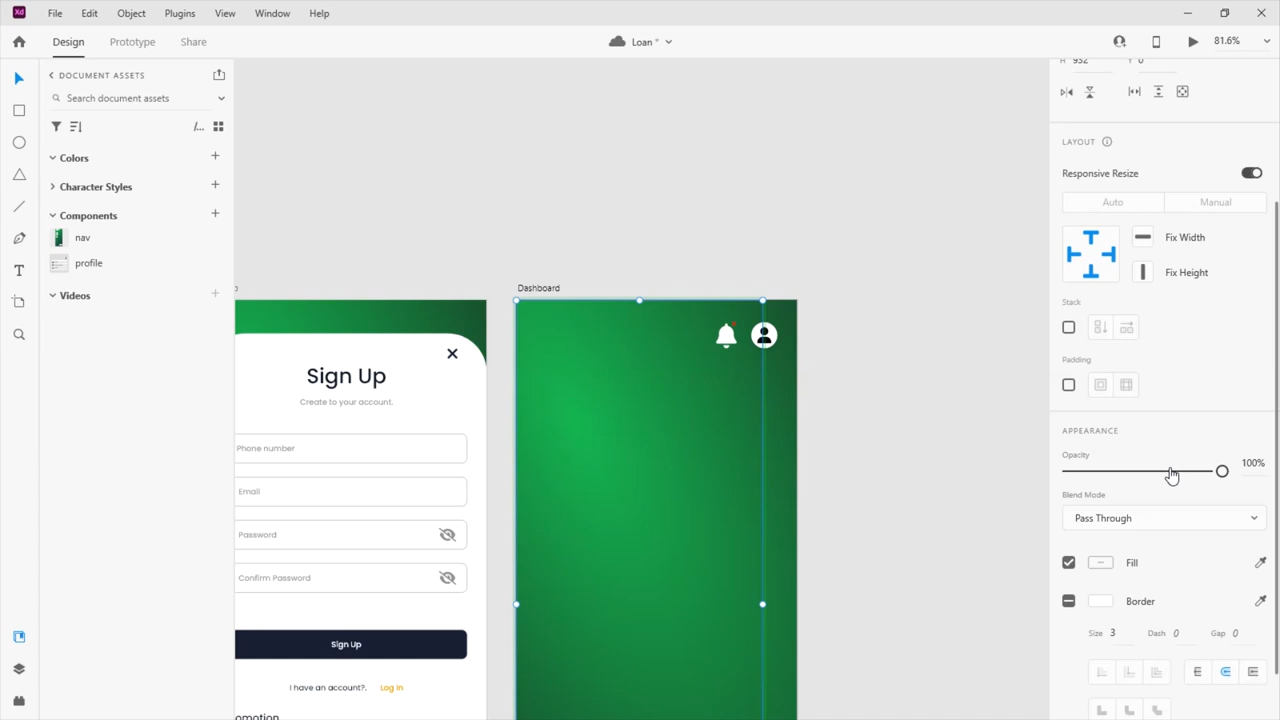 Xd File Edit Object Plugins View Window Help
Design Prototype Share Loan * 81.6%
DOCUMENT ASSETS
Search document assets
Colors
Character Styles
Components
nav
profile
Videos
Dashboard
Sign Up
Create to your account.
Phone number
Email
Password
Confirm Password
Sign Up
I have an account?. Log In
H 932 Y 0
LAYOUT
Responsive Resize
Auto Manual
Fix Width
Fix Height
Stack
Padding
APPEARANCE
Opacity
100%
Blend Mode
Pass Through
Fill
Border
Size 3 Dash 0 Gap 0